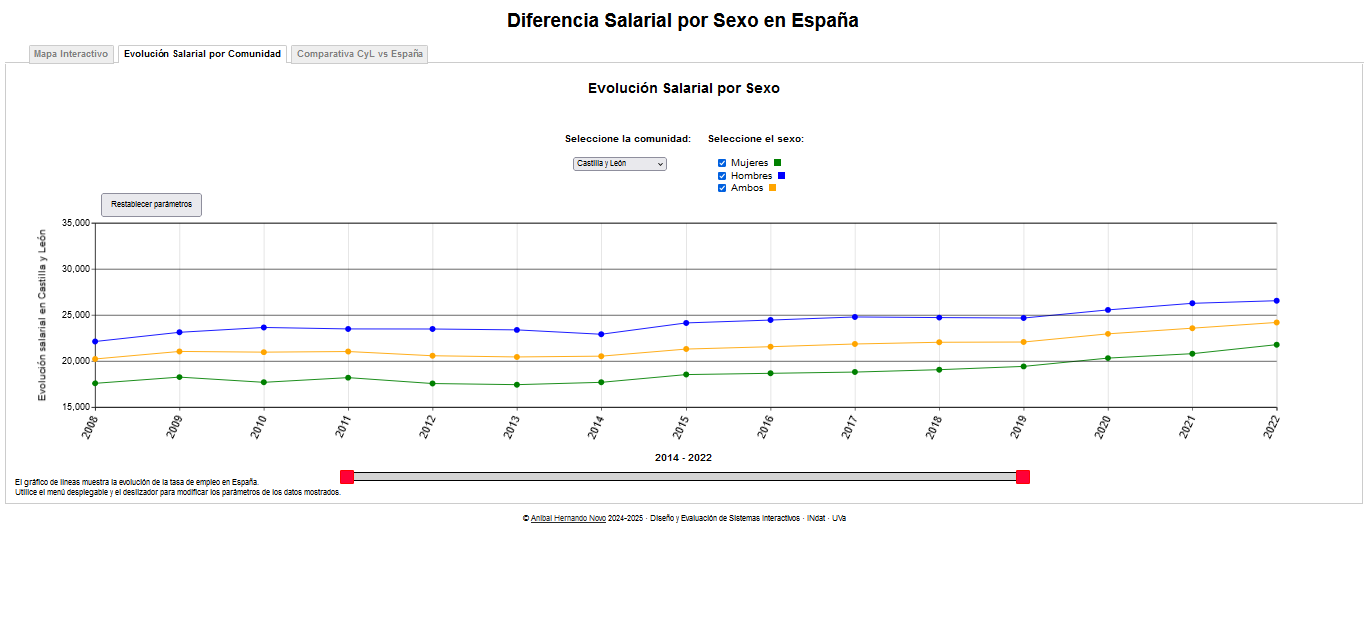 Diferencia Salarial por Sexo en España
Mapa Interactivo
Evolución Salarial por Comunidad
Comparativa CyL vs España
Evolución Salarial por Sexo
Seleccione la comunidad:
Castilla y León
Seleccione el sexo:
Mujeres
Hombres
Ambos
Restablecer parámetros
Evolución salarial en Castilla y León
35,000
30,000
25,000
20,000
15,000
2008
2009
2010
2011
2012
2013
2014
2015
2016
2017
2018
2019
2020
2021
2022
2014 - 2022
El gráfico de líneas muestra la evolución de la tasa de empleo en España.
Utilice el menú desplegable y el deslizador para modificar los parámetros de los datos mostrados.
© Aníbal Hernando Novo 2024-2025 · Diseño y Evaluación de Sistemas Interactivos · INdat · UVa